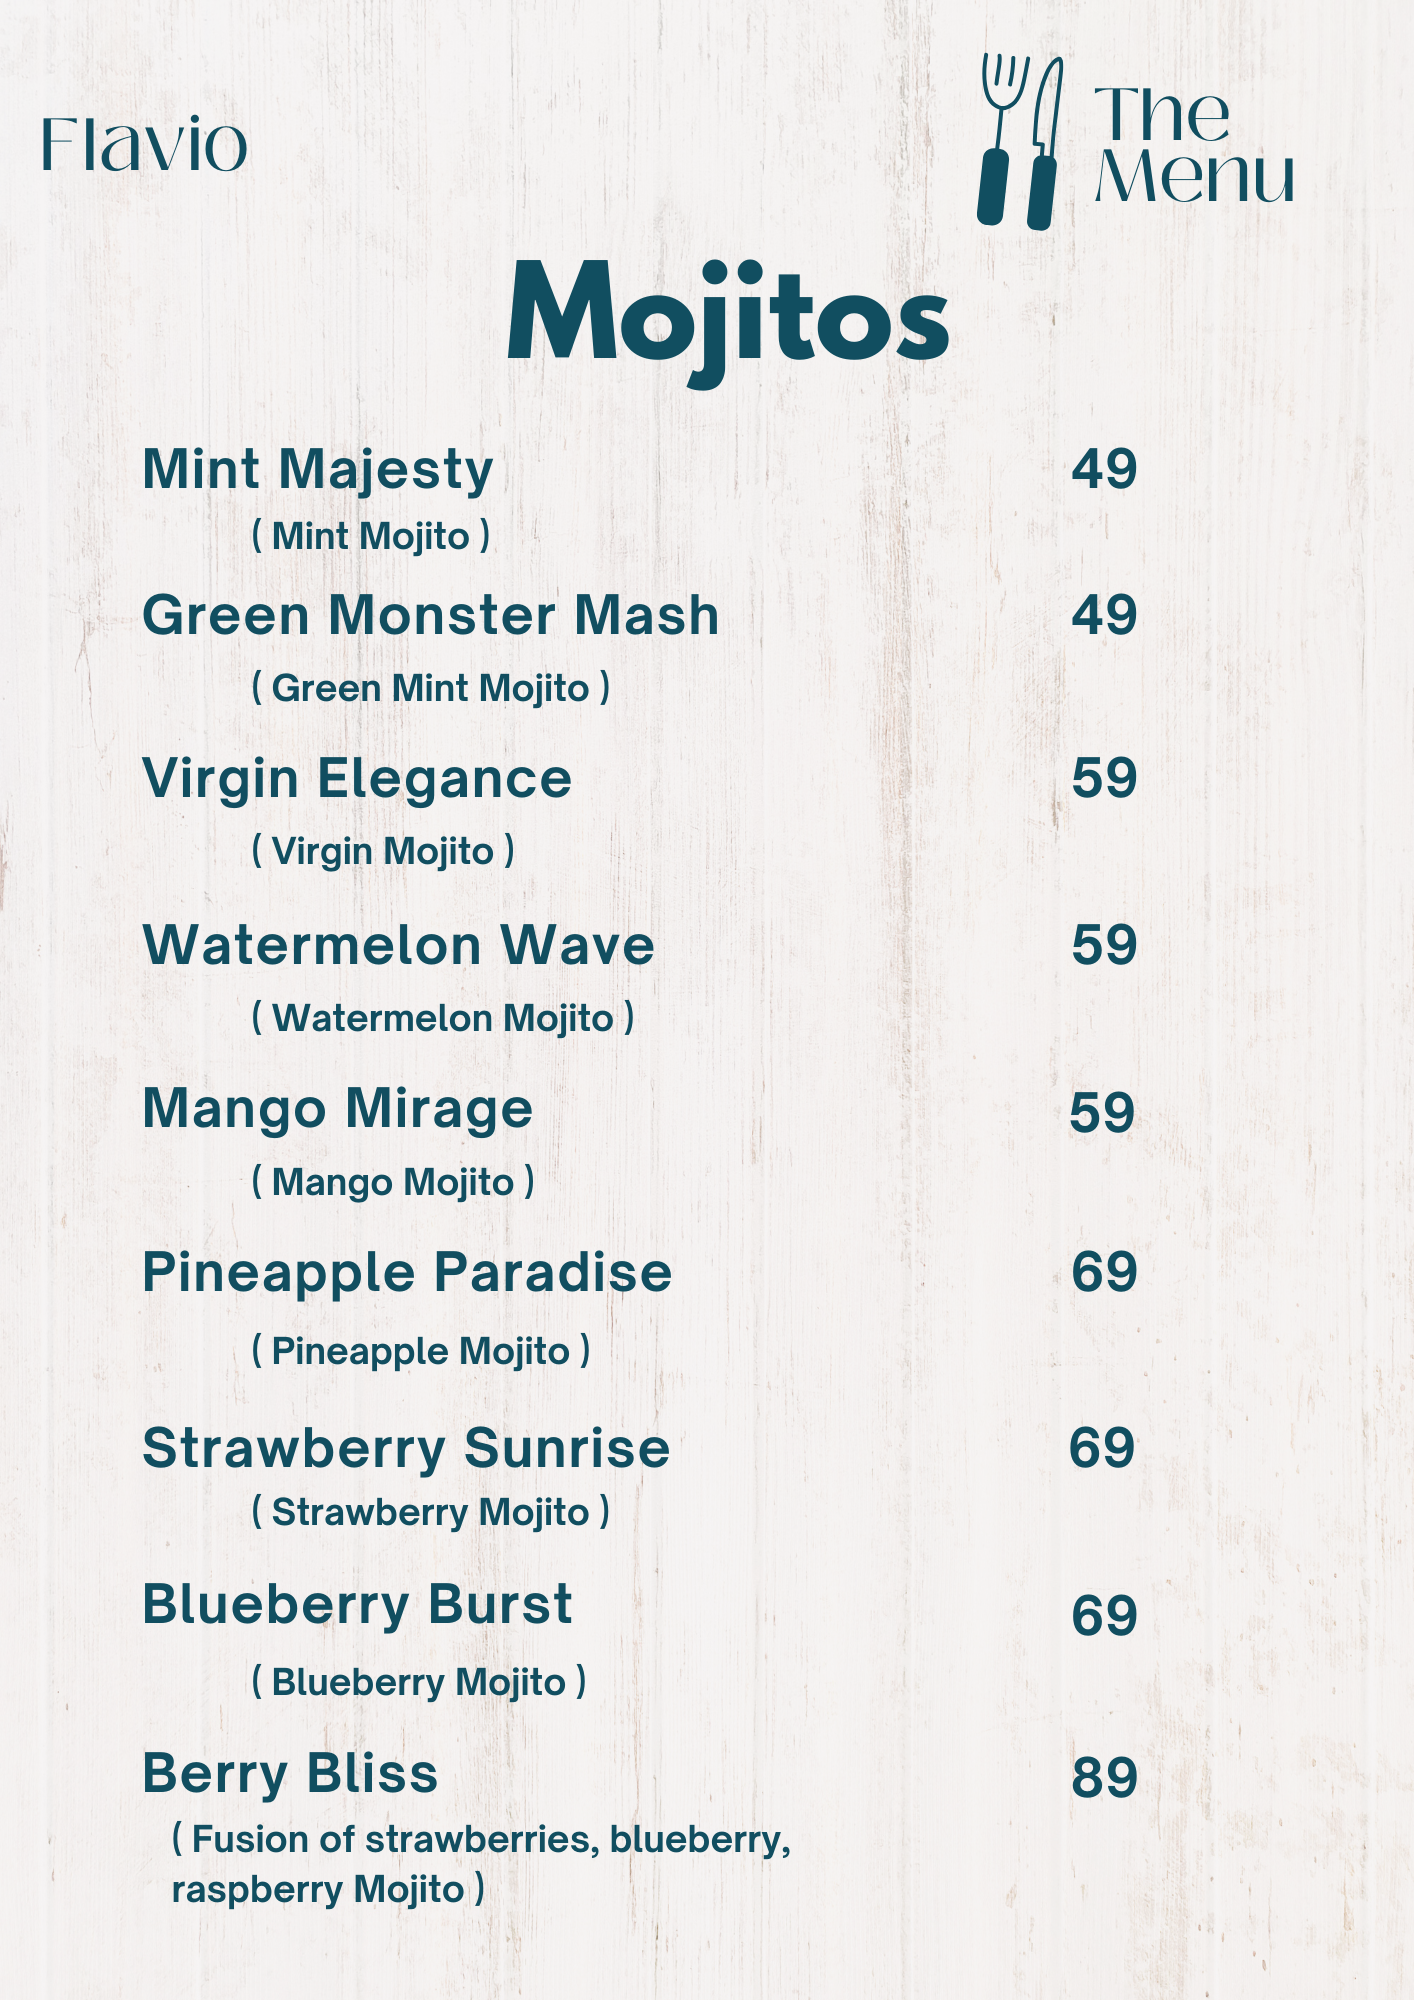 Flavio
The
Menu
Mojitos
Mint Majesty 49
( Mint Mojito )
Green Monster Mash 49
( Green Mint Mojito )
Virgin Elegance 59
( Virgin Mojito )
Watermelon Wave 59
( Watermelon Mojito )
Mango Mirage 59
( Mango Mojito )
Pineapple Paradise 69
( Pineapple Mojito )
Strawberry Sunrise 69
( Strawberry Mojito )
Blueberry Burst 69
( Blueberry Mojito )
Berry Bliss 89
( Fusion of strawberries, blueberry,
raspberry Mojito )